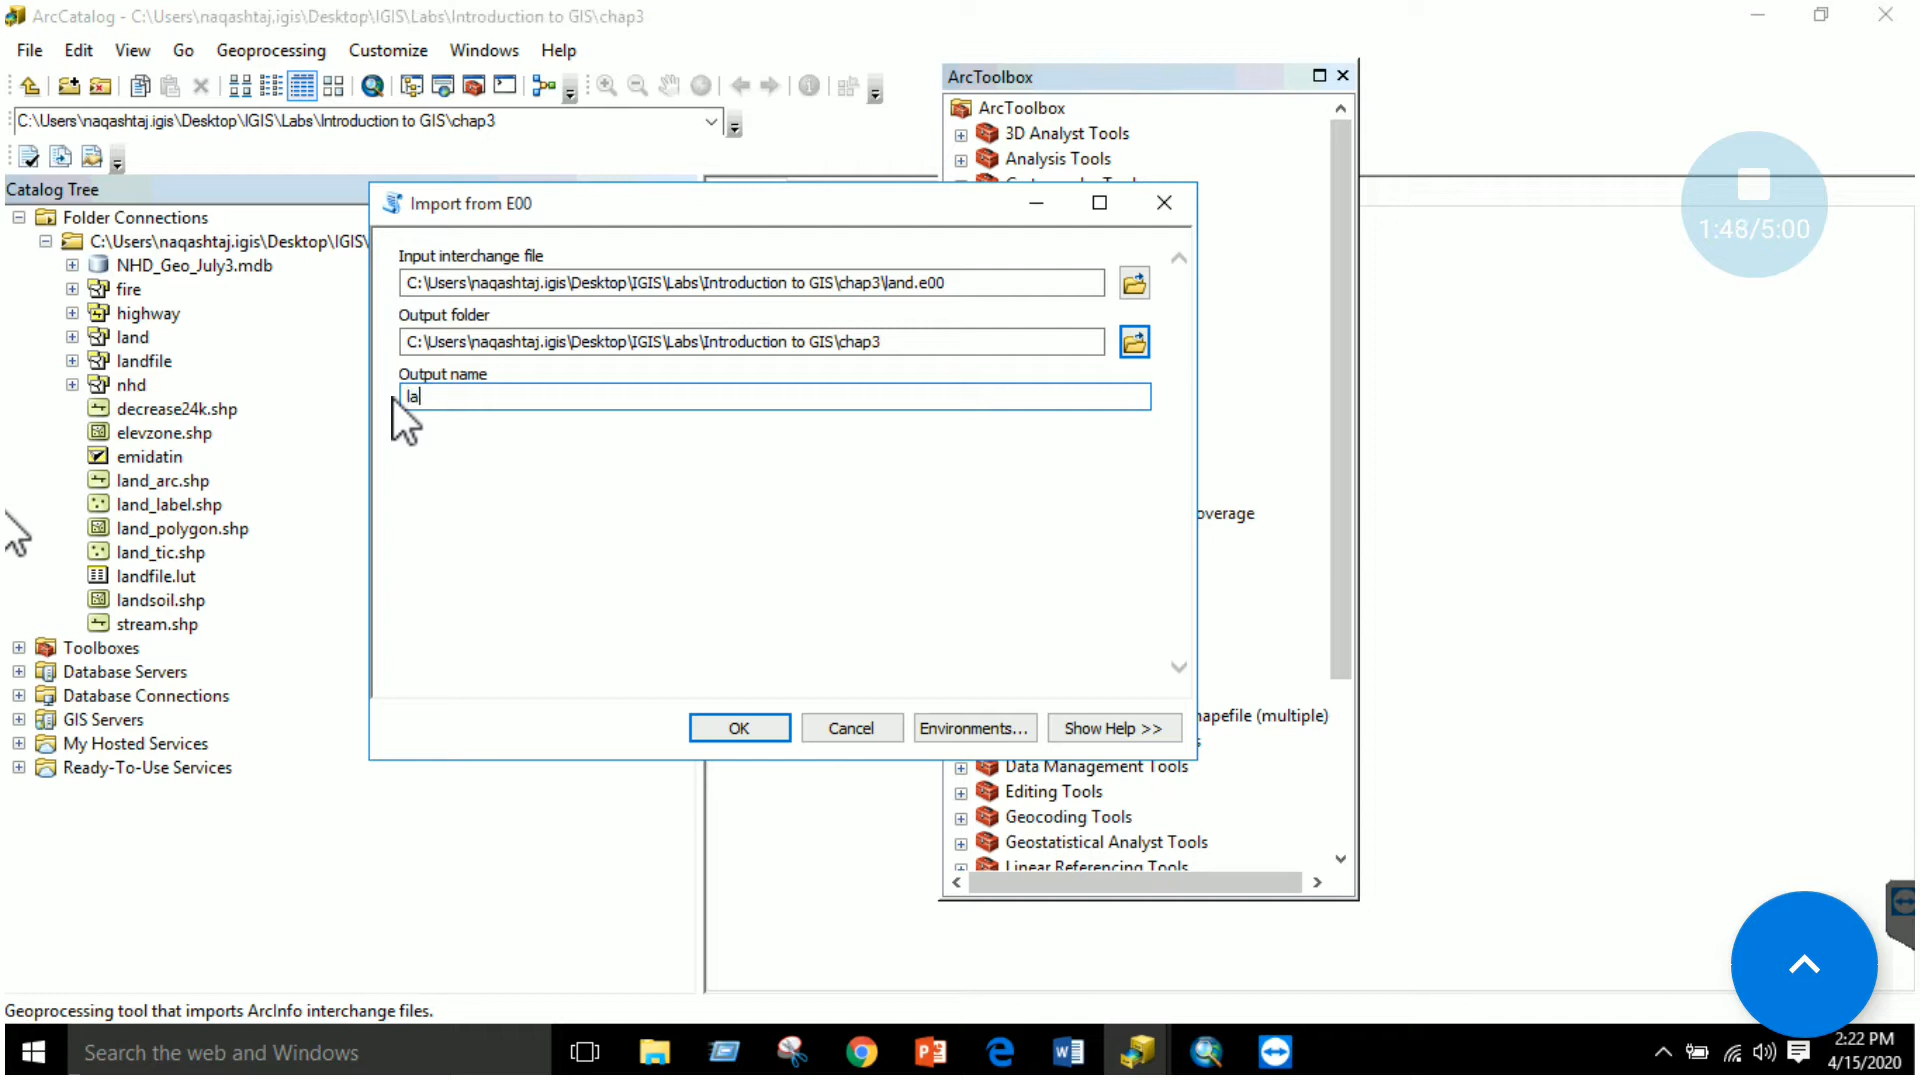 ArcCatalog - C:\Users\naqashtaj.igis\Desktop\IGIS\Labs\Introduction to GIS\chap3
File Edit View Go Geoprocessing Customize Windows Help
C:\Users\naqashtaj.igis\Desktop\IGIS\Labs\Introduction to GIS\chap3
Catalog Tree
Folder Connections
C:\Users\naqashtaj.igis\Desktop\IGIS\
NHD_Geo_July3.mdb
fire
highway
land
landfile
nhd
decrease24k.shp
elevzone.shp
emidatin
land_arc.shp
land_label.shp
land_polygon.shp
land_tic.shp
landfile.lut
landsoil.shp
stream.shp
Toolboxes
Database Servers
Database Connections
GIS Servers
My Hosted Services
Ready-To-Use Services
Import from E00
Input interchange file
C:\Users\naqashtaj.igis\Desktop\IGIS\Labs\Introduction to GIS\chap3\land.e00
Output folder
C:\Users\naqashtaj.igis\Desktop\IGIS\Labs\Introduction to GIS\chap3
Output name
la
OK Cancel Environments... Show Help >>
ArcToolbox
ArcToolbox
3D Analyst Tools
Analysis Tools
overage
hapefile (multiple)
Data Management Tools
Editing Tools
Geocoding Tools
Geostatistical Analyst Tools
Linear Referencing Tools
1:48/5:00
Geoprocessing tool that imports ArcInfo interchange files.
Search the web and Windows
2:22 PM
4/15/2020